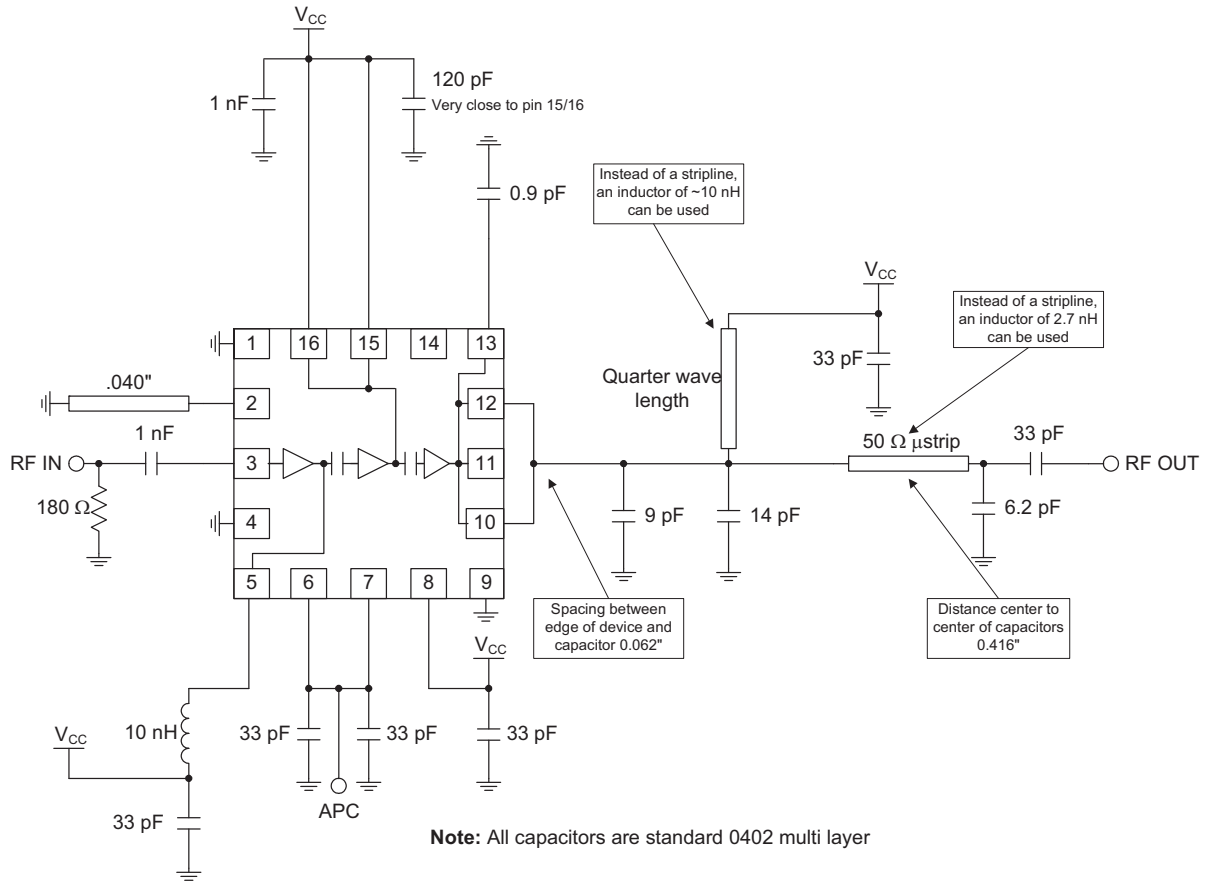 VCC
1 nF
120 pF
Very close to pin 15/16
0.9 pF
Instead of a stripline,
an inductor of ~10 nH
can be used
VCC
Instead of a stripline,
an inductor of 2.7 nH
can be used
33 pF
Quarter wave
length
1
16
15
14
13
.040"
2
12
1 nF
RF IN
3
11
50 Ω µstrip
33 pF
RF OUT
180 Ω
4
10
9 pF
14 pF
6.2 pF
5
6
7
8
9
Spacing between
edge of device and
capacitor 0.062"
Distance center to
center of capacitors
0.416"
VCC
10 nH
33 pF
33 pF
33 pF
VCC
APC
33 pF
Note: All capacitors are standard 0402 multi layer